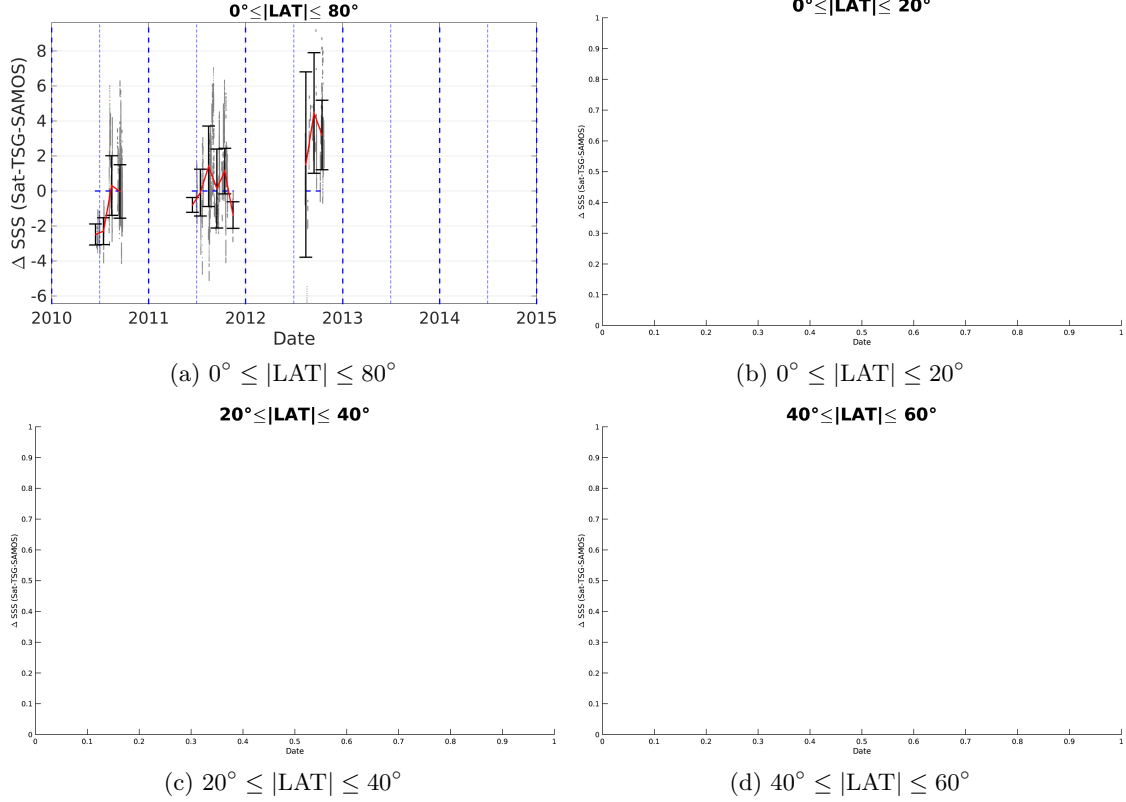 0°≤|LAT|≤ 80°
Δ SSS (Sat-TSG-SAMOS)
8
6
4
2
0
-2
-4
-6
2010 2011 2012 2013 2014 2015
Date
(a) 0° ≤ |LAT| ≤ 80°
0°≤|LAT|≤ 20°
Δ SSS (Sat-TSG-SAMOS)
1
0.9
0.8
0.7
0.6
0.5
0.4
0.3
0.2
0.1
0
0 0.1 0.2 0.3 0.4 0.5 0.6 0.7 0.8 0.9 1
Date
(b) 0° ≤ |LAT| ≤ 20°
20°≤|LAT|≤ 40°
Δ SSS (Sat-TSG-SAMOS)
1
0.9
0.8
0.7
0.6
0.5
0.4
0.3
0.2
0.1
0
0 0.1 0.2 0.3 0.4 0.5 0.6 0.7 0.8 0.9 1
Date
(c) 20° ≤ |LAT| ≤ 40°
40°≤|LAT|≤ 60°
Δ SSS (Sat-TSG-SAMOS)
1
0.9
0.8
0.7
0.6
0.5
0.4
0.3
0.2
0.1
0
0 0.1 0.2 0.3 0.4 0.5 0.6 0.7 0.8 0.9 1
Date
(d) 40° ≤ |LAT| ≤ 60°